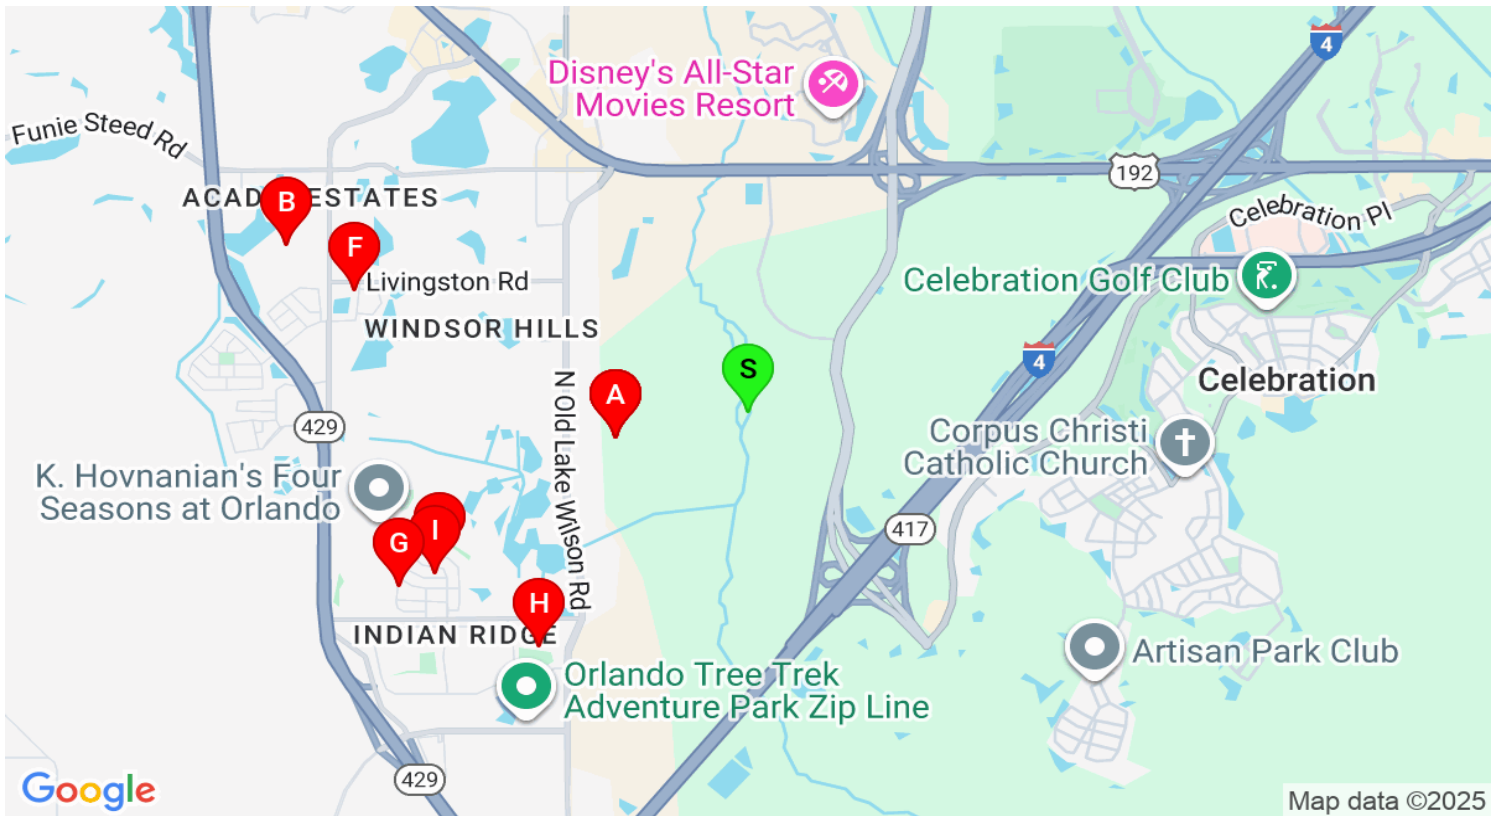 Disney's All-Star
Movies Resort
4
Funie Steed Rd
192
B
ESTATES
Celebration Pl
F
Livingston Rd
Celebration Golf Club
WINDSOR HILLS
4
S
A
Celebration
N Old Lake Wilson Rd
429
Corpus Christi
Catholic Church
K. Hovnanian's Four
Seasons at Orlando
417
I
G
H
INDIAN RIDGE
Artisan Park Club
Orlando Tree Trek
Adventure Park Zip Line
429
Google
Map data ©2025